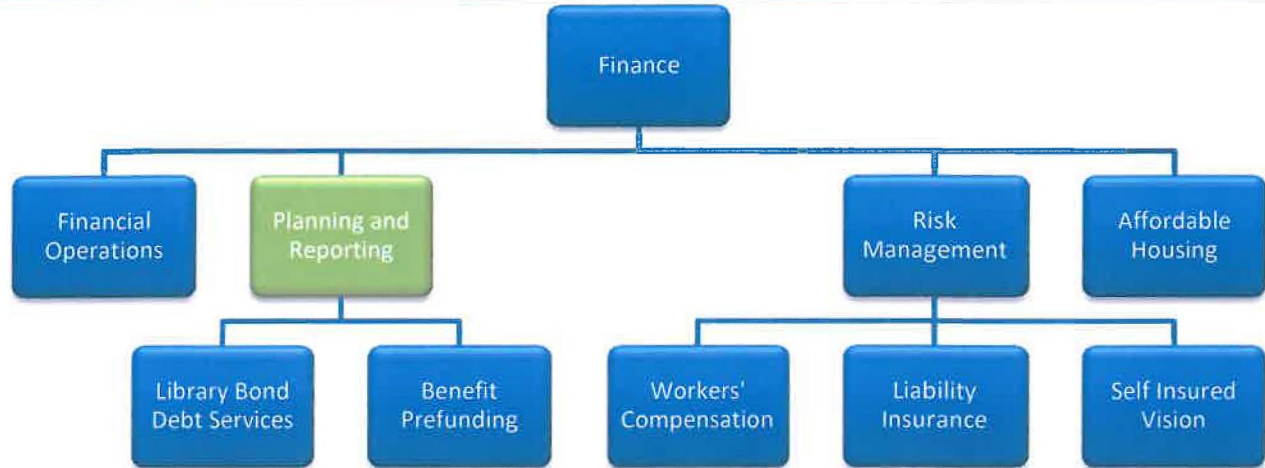 Finance
Financial
Operations
Planning and
Reporting
Risk
Management
Affordable
Housing
Library Bond
Debt Services
Benefit
Prefunding
Workers'
Compensation
Liability
Insurance
Self Insured
Vision